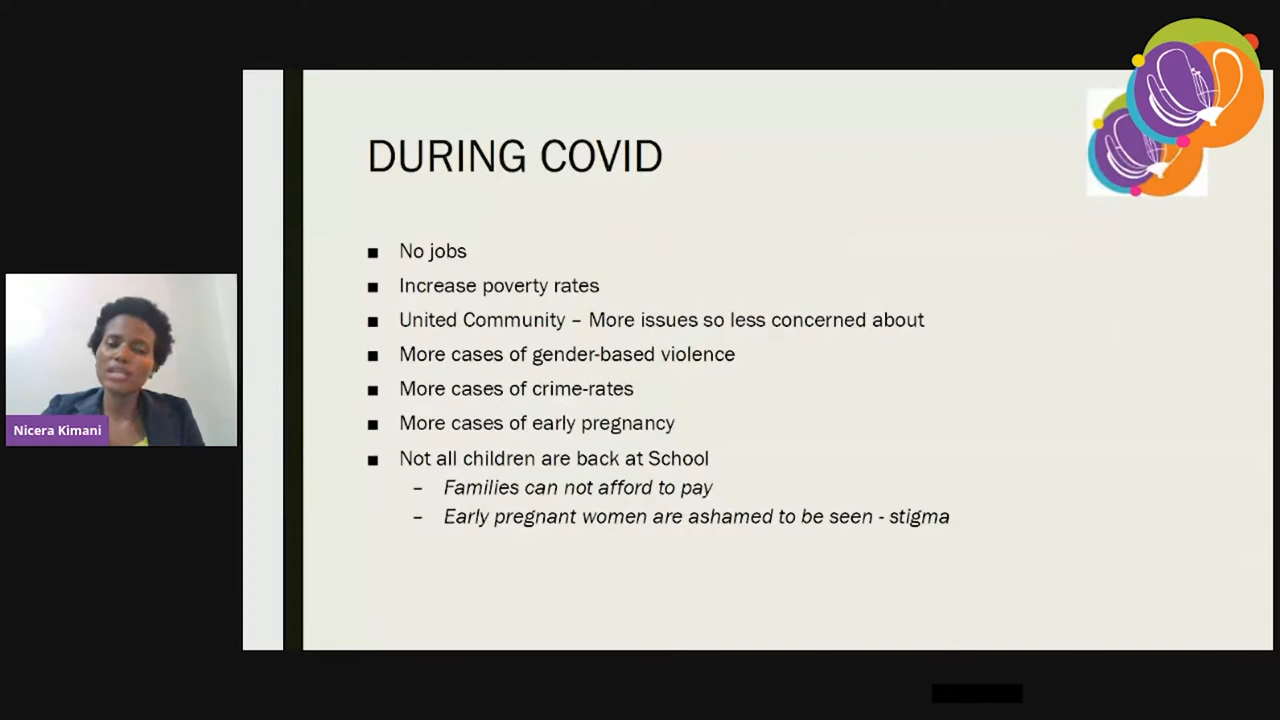 DURING COVID
■ No jobs
■ Increase poverty rates
■ United Community – More issues so less concerned about
■ More cases of gender-based violence
■ More cases of crime-rates
■ More cases of early pregnancy
■ Not all children are back at School
– Families can not afford to pay
– Early pregnant women are ashamed to be seen - stigma
Nicera Kimani